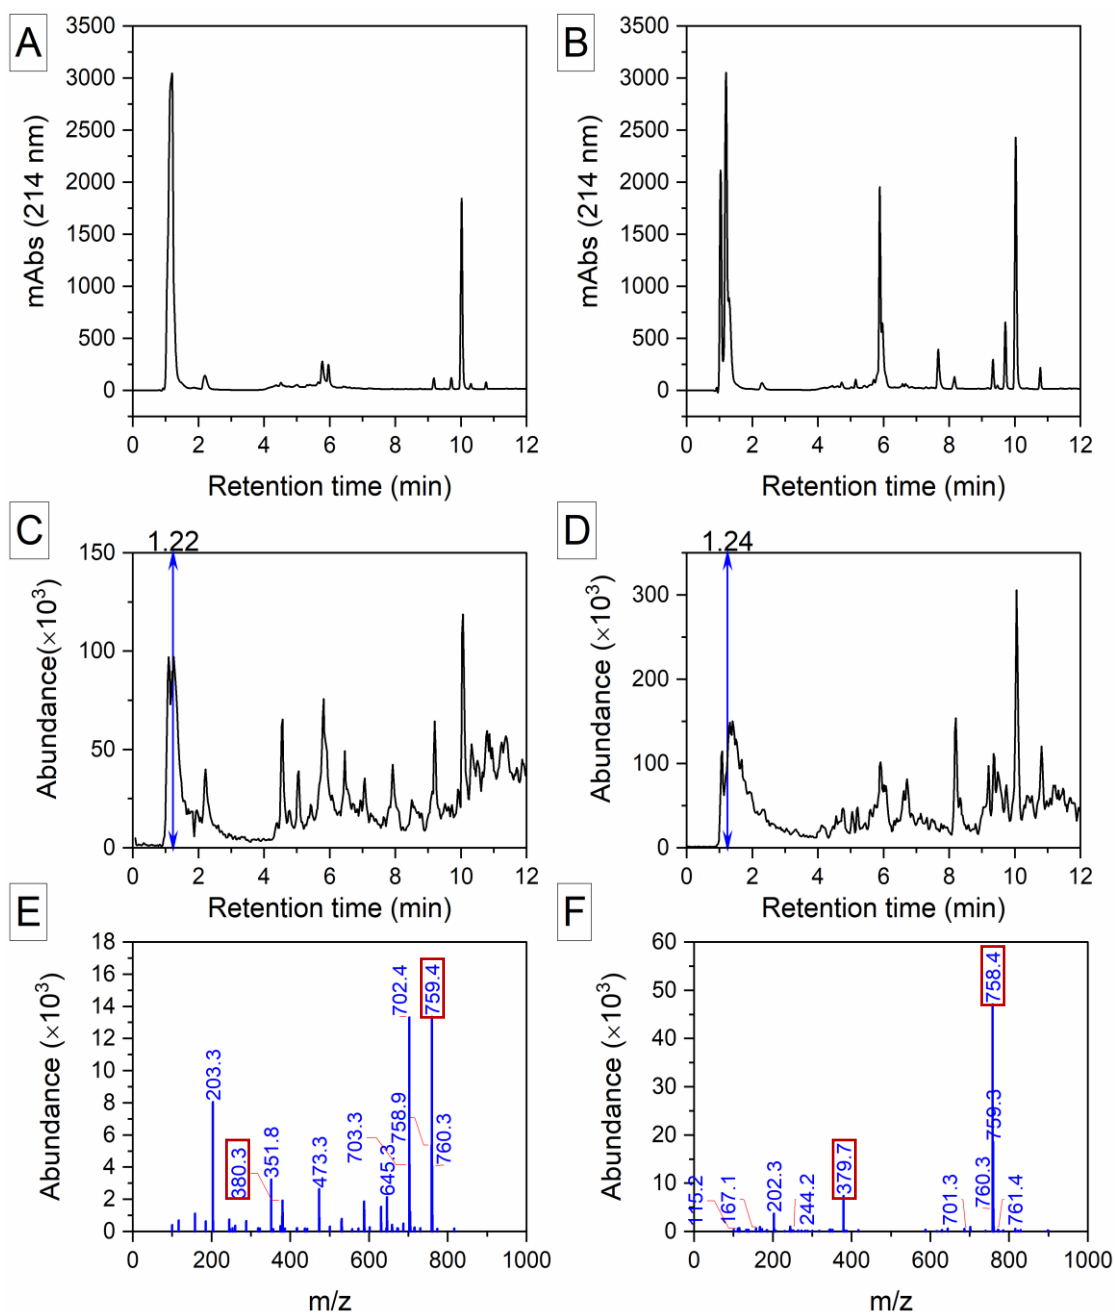 A
B
3500
3000
2500
2000
1500
1000
500
0
mAbs (214 nm)
0 2 4 6 8 10 12
Retention time (min)
3500
3000
2500
2000
1500
1000
500
0
mAbs (214 nm)
0 2 4 6 8 10 12
Retention time (min)
C
D
1.22
150
100
50
0
Abundance(×10³)
0 2 4 6 8 10 12
Retention time (min)
1.24
300
200
100
0
Abundance (×10³)
0 2 4 6 8 10 12
Retention time (min)
E
F
18
16
14
12
10
8
6
4
2
0
Abundance (×10³)
203.3
380.3
351.8
473.3
703.3
645.3
702.4
758.9
759.4
760.3
0 200 400 600 800 1000
m/z
60
50
40
30
20
10
0
Abundance (×10³)
115.2
167.1
202.3
244.2
379.7
701.3
760.3
758.4
759.3
761.4
0 200 400 600 800 1000
m/z